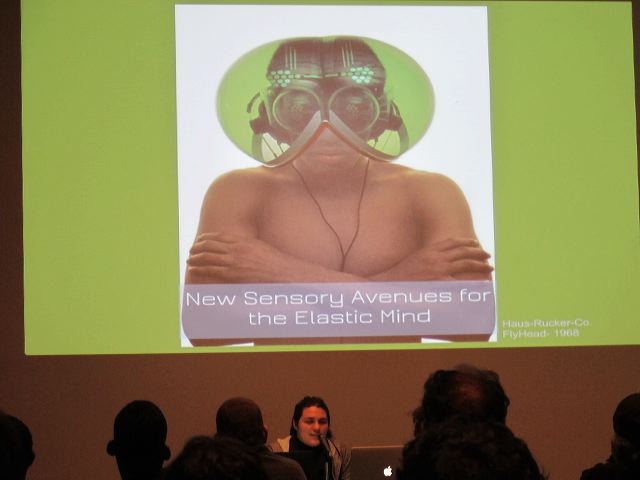 New Sensory Avenues for
the Elastic Mind
Haus-Rucker-Co.
FlyHead- 1968